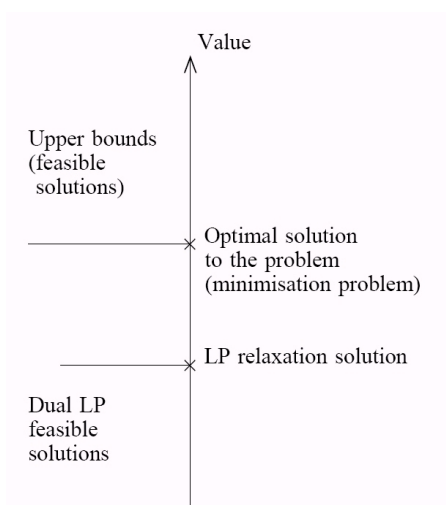 Value
Upper bounds
(feasible
solutions)
Optimal solution
to the problem
(minimisation problem)
LP relaxation solution
Dual LP
feasible
solutions